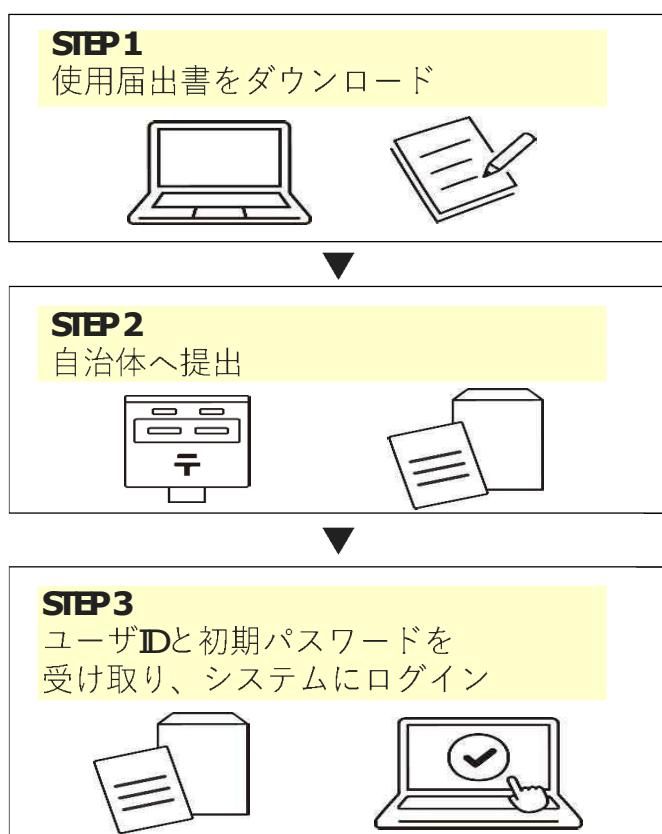 STEP 1
使用届出書をダウンロード
STEP 2
自治体へ提出
〒
STEP 3
ユーザIDと初期パスワードを
受け取り、システムにログイン